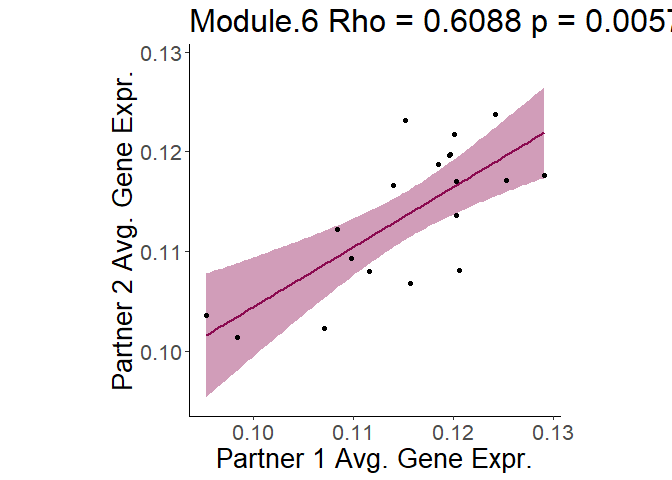 Module.6 Rho = 0.6088 p = 0.0057
Partner 2 Avg. Gene Expr.
0.13
0.12
0.11
0.10
0.10 0.11 0.12 0.13
Partner 1 Avg. Gene Expr.